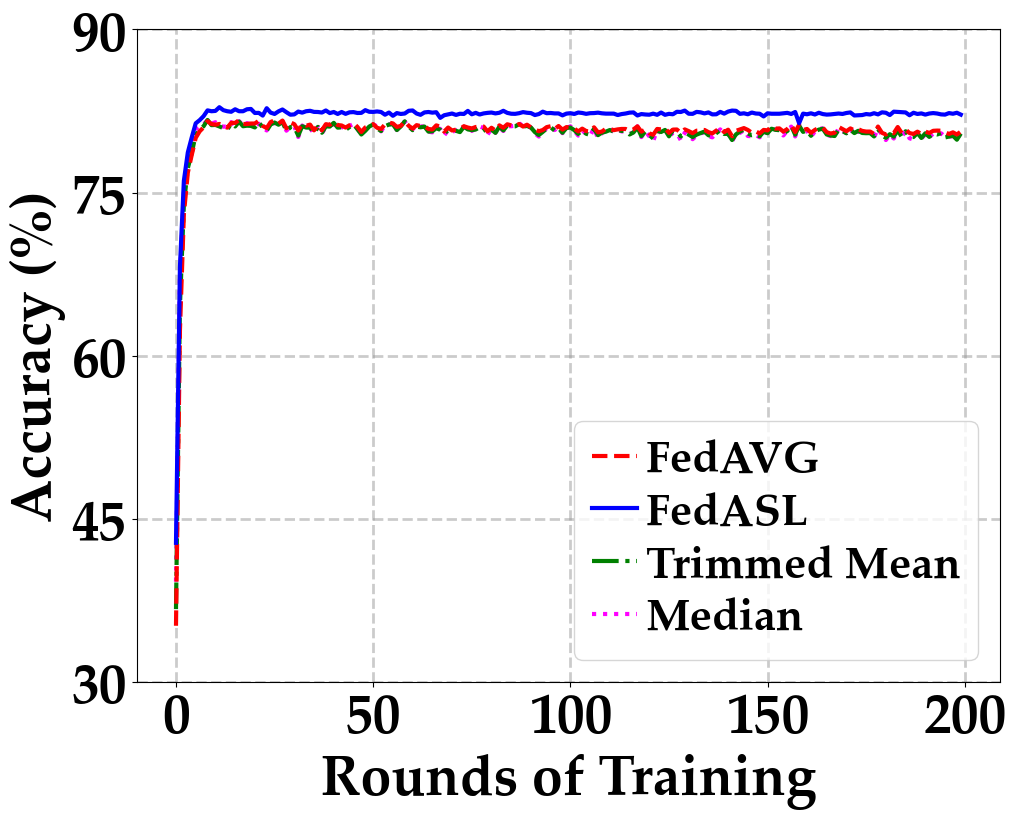 90
75
60
45
30
Accuracy (%)
FedAVG
FedASL
Trimmed Mean
Median
0 50 100 150 200
Rounds of Training